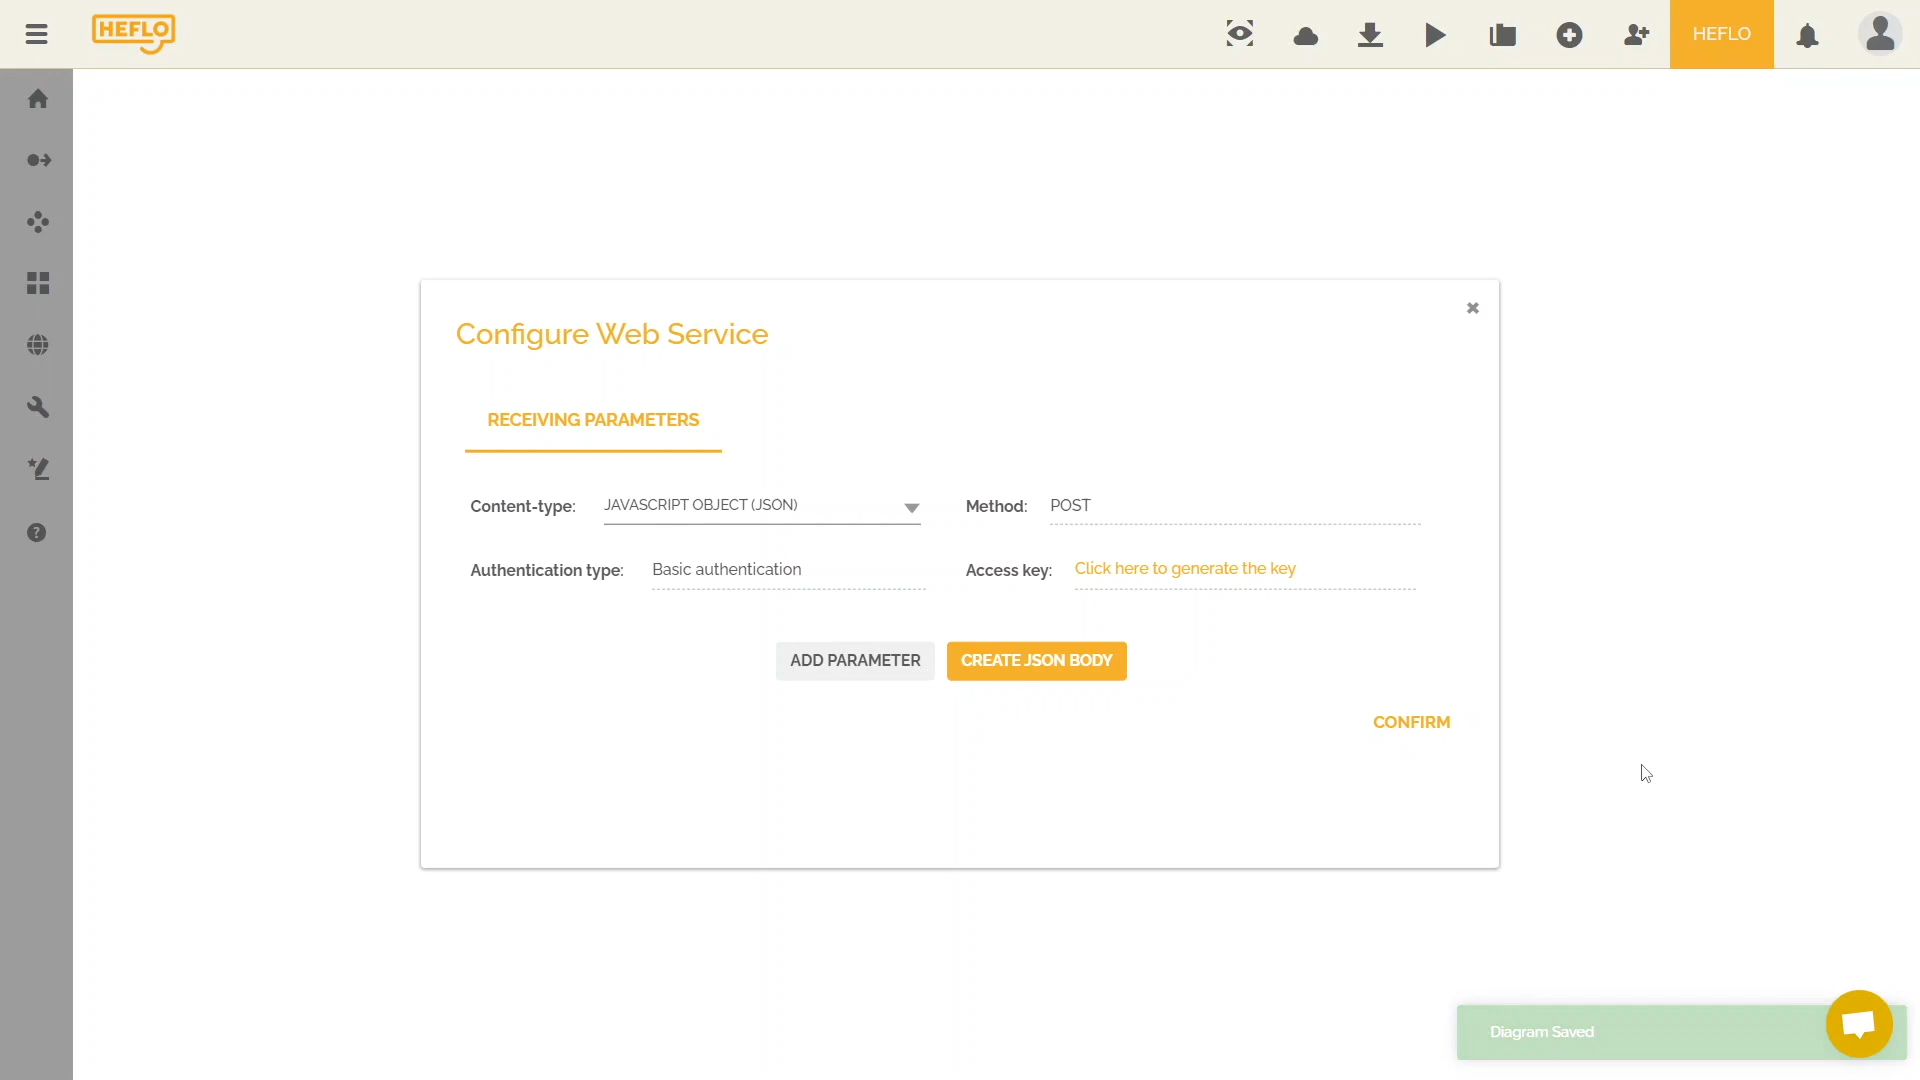 HEFLO
HEFLO
Configure Web Service
RECEIVING PARAMETERS
Content-type: JAVASCRIPT OBJECT (JSON) Method: POST
Authentication type: Basic authentication Access key: Click here to generate the key
ADD PARAMETER CREATE JSON BODY
CONFIRM
Diagram Saved